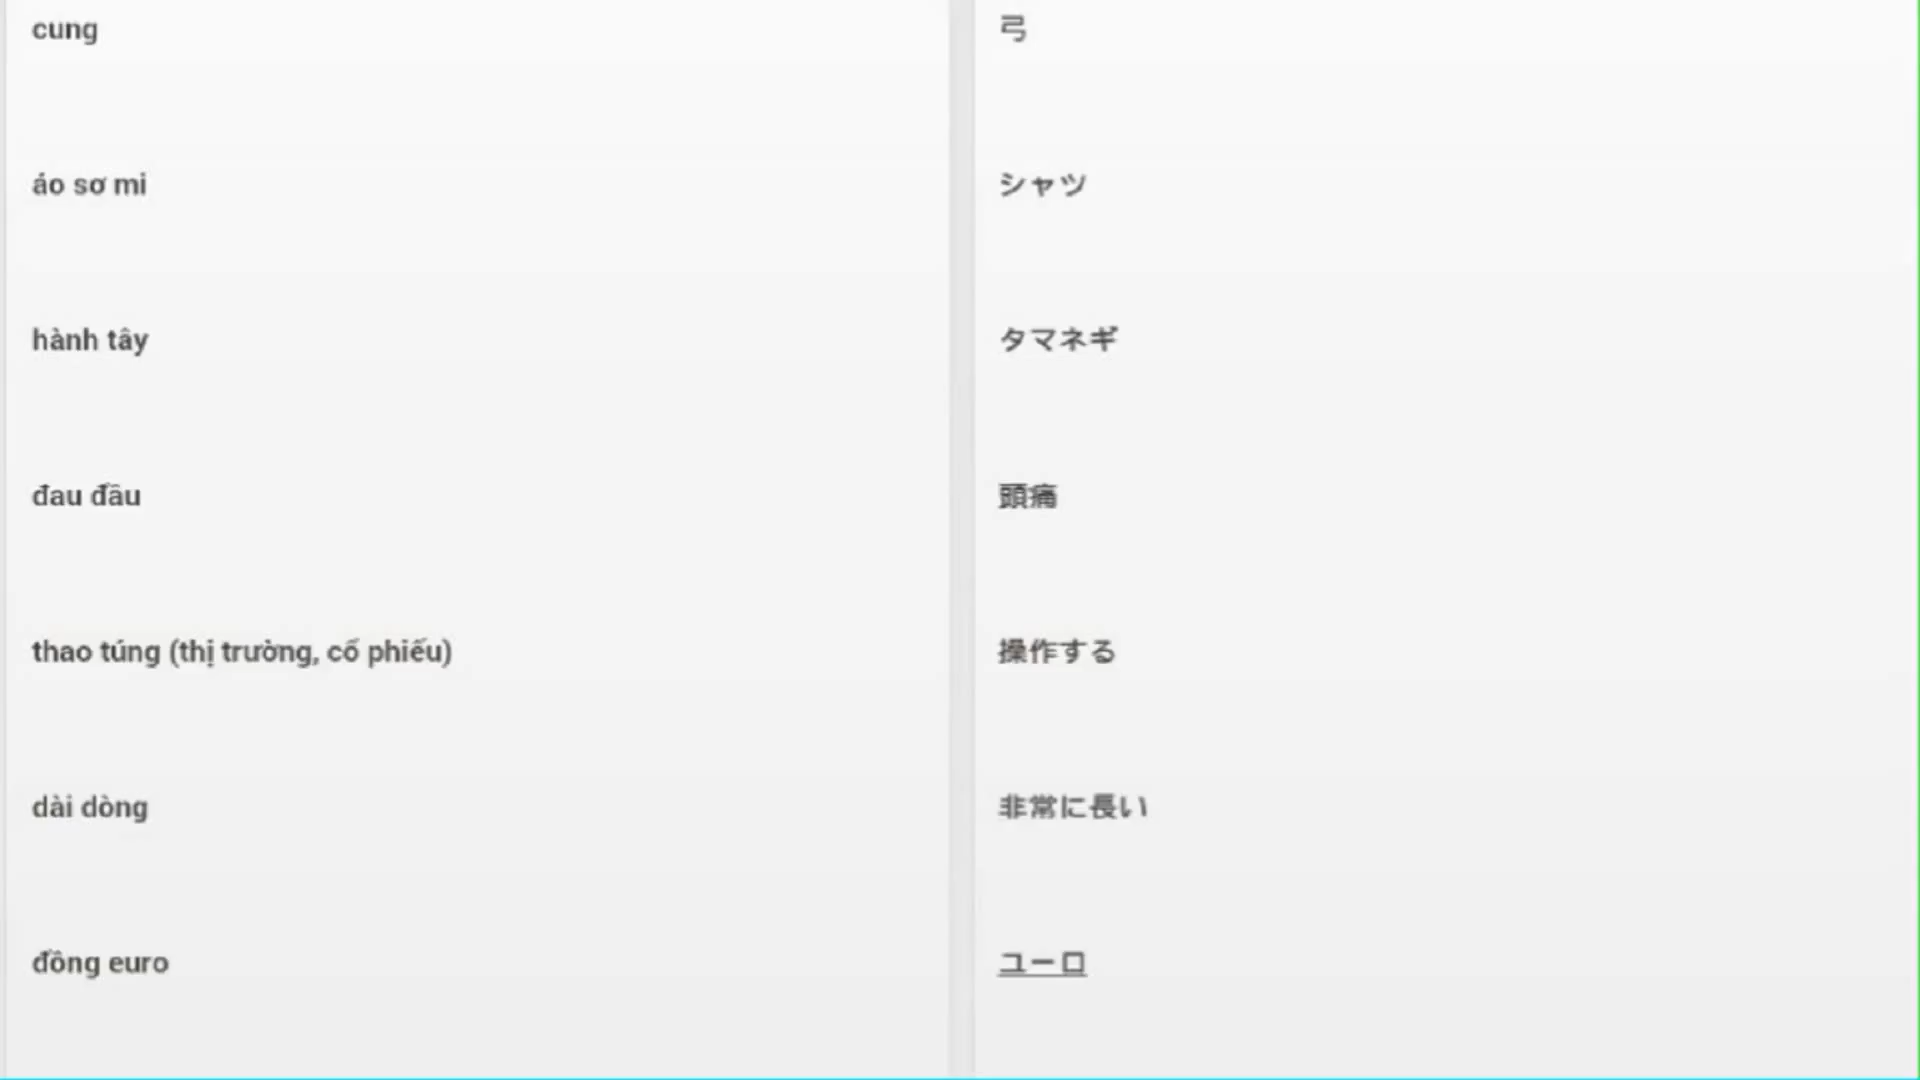 cung
弓
áo sơ mi
シャツ
hành tây
タマネギ
đau đầu
頭痛
thao túng (thị trường, cổ phiếu)
操作する
dài dòng
非常に長い
đồng euro
ユーロ